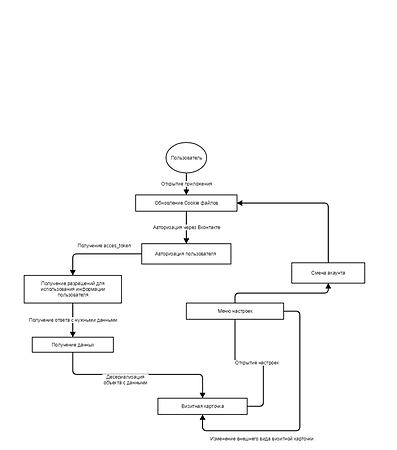 Пользователь
Открытие приложения
Обновление Cookie файлов
Авторизация через Вконтакте
Получение acces_token
Авторизация пользователя
Смена акаунта
Получение разрешений для
использования информации
пользователя
Меню настроек
Получение ответа с нужными данными
Получение данных
Открытие настроек
Десериализация
объекта с данными
Визитная карточка
Изменение внешнего вида визитной карточки